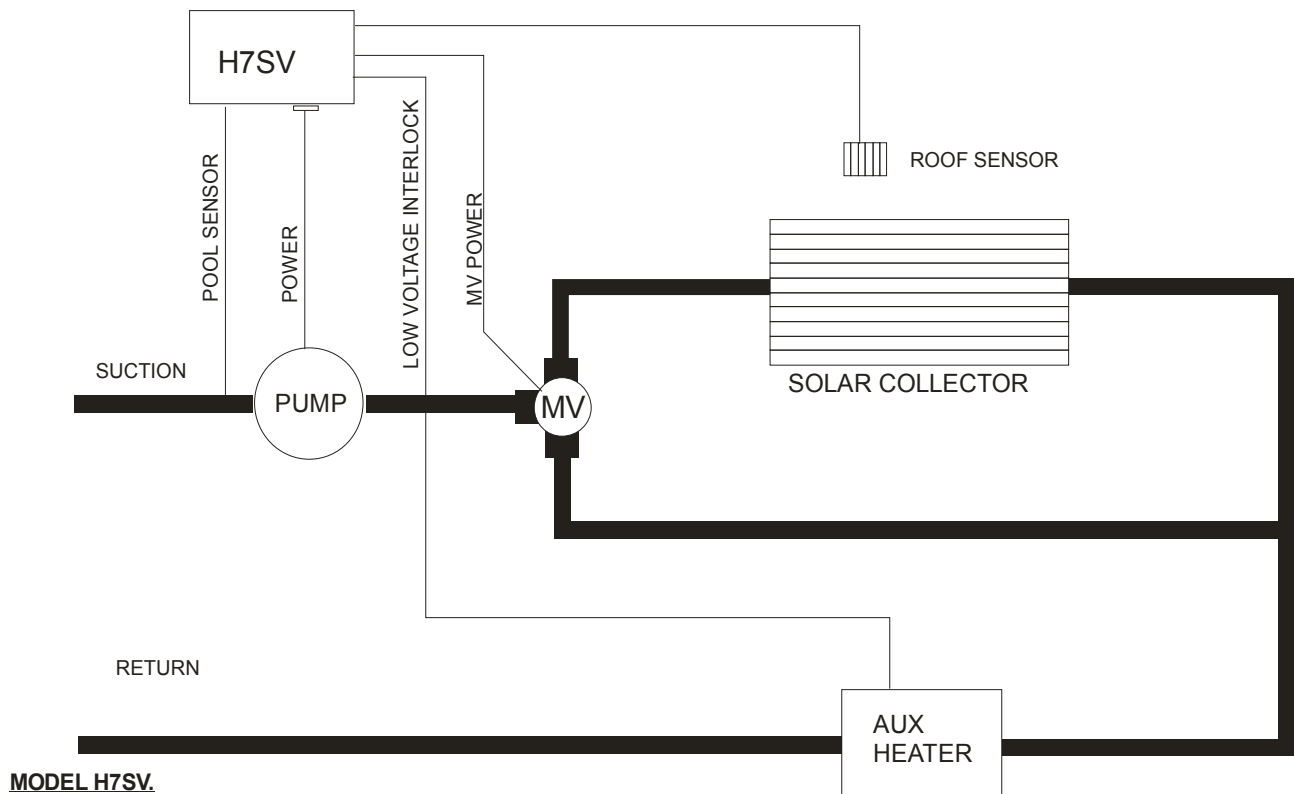 H7SV
ROOF SENSOR
POOL SENSOR
POWER
LOW VOLTAGE INTERLOCK
MV POWER
SUCTION
PUMP
MV
SOLAR COLLECTOR
RETURN
AUX
HEATER
MODEL H7SV.